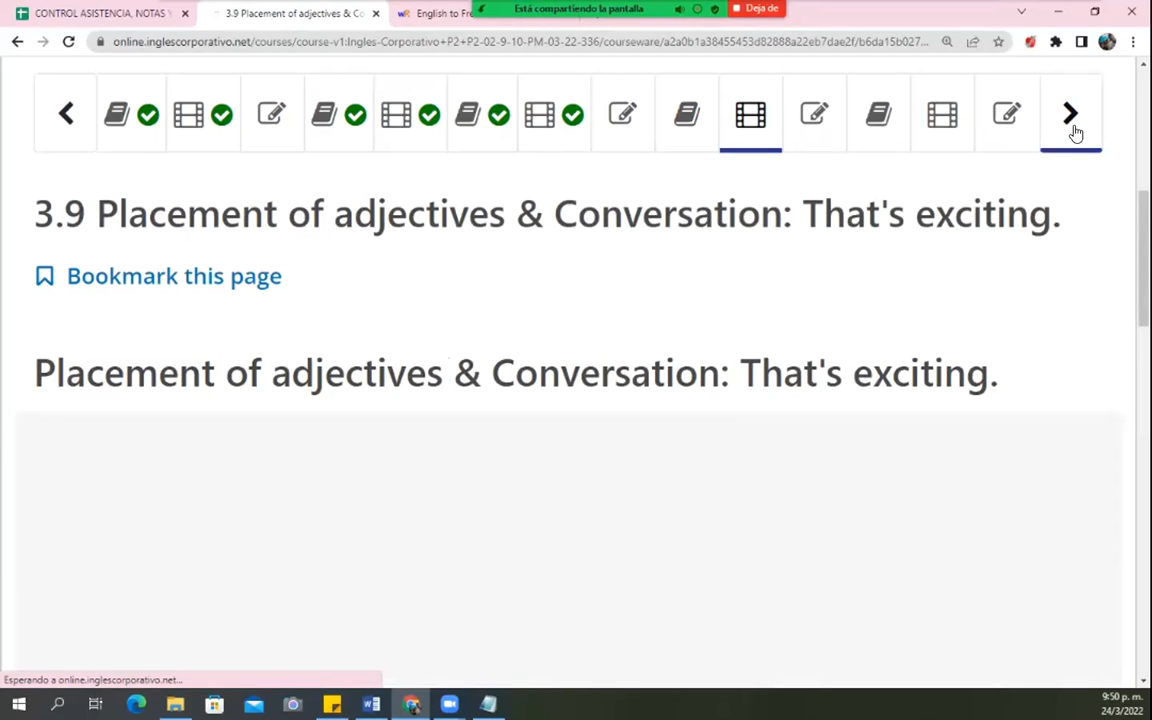 CONTROL ASISTENCIA, NOTAS Y
3.9 Placement of adjectives & Co
English to Fre
Está compartiendo la pantalla
Deja de
online.inglescorporativo.net/courses/course-v1:Ingles-Corporativo+P2+P2-02-9-10-PM-03-22-336/courseware/a2a0b1a38455453d82888a22eb7dae2f/b6da15b027...
3.9 Placement of adjectives & Conversation: That's exciting.
Bookmark this page
Placement of adjectives & Conversation: That's exciting.
Esperando a online.inglescorporativo.net...
9:50 p. m.
24/3/2022